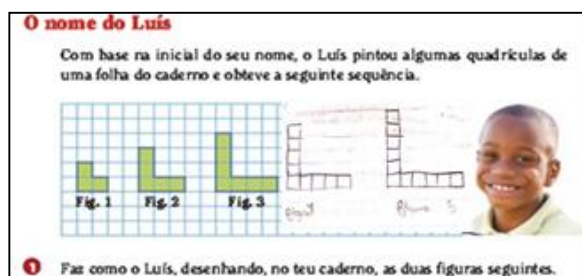 O nome do Luís
Com base na inicial do seu nome, o Luís pintou algumas quadrículas de
uma folha do caderno e obteve a seguinte sequência.
Fig. 1 Fig. 2 Fig. 3
1 Faz como o Luís, desenhando, no teu caderno, as duas figuras seguintes.